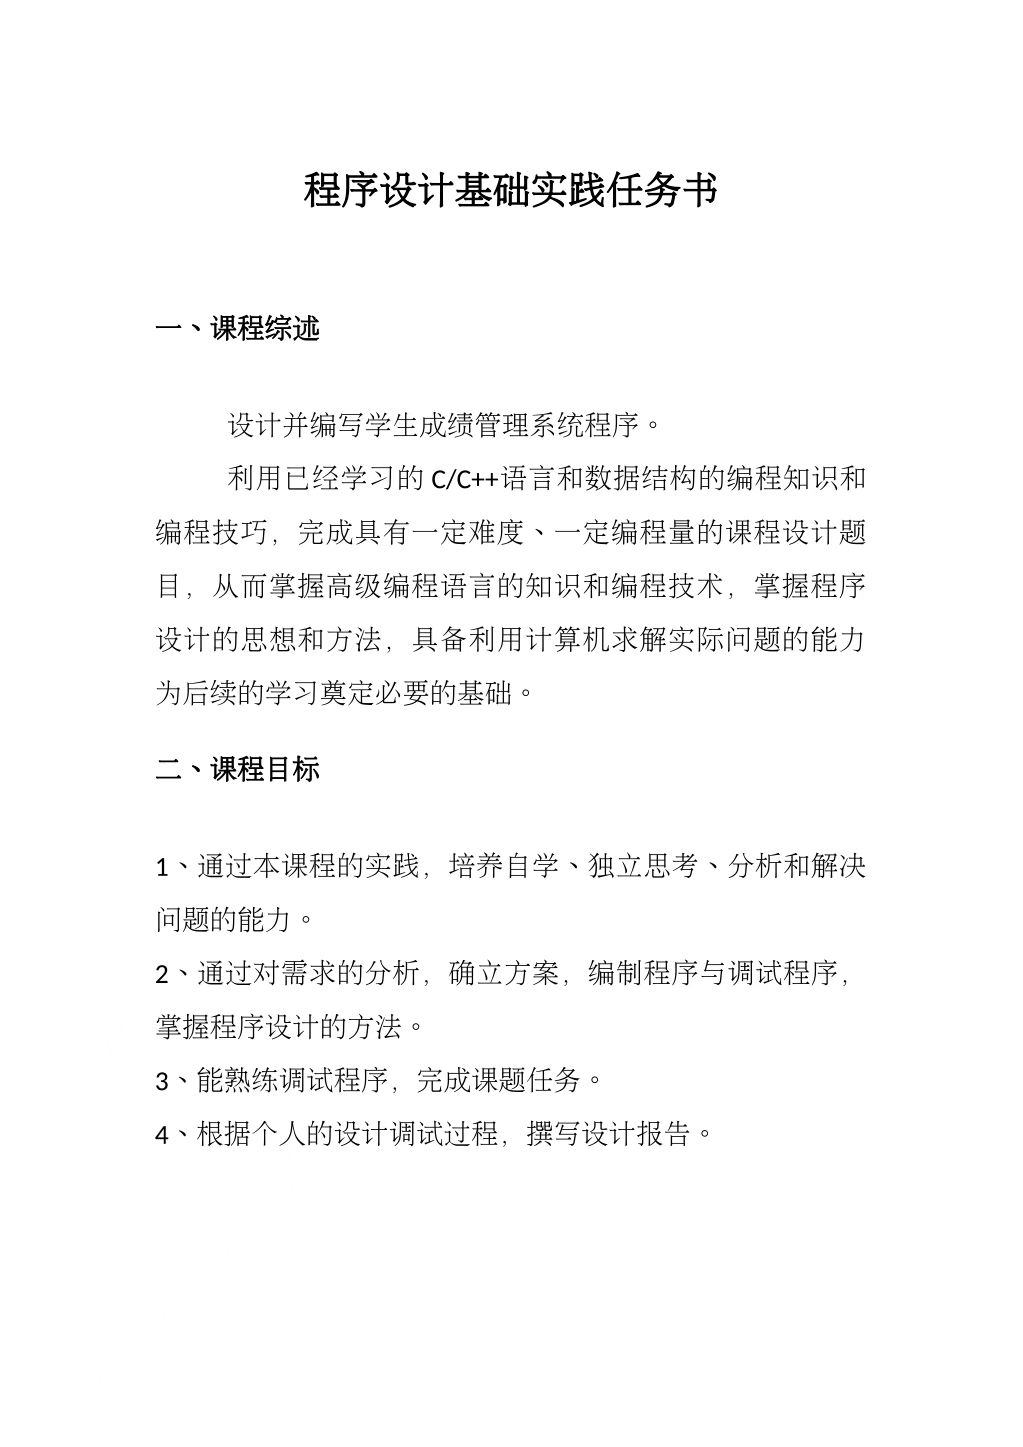 程序设计基础实践任务书
一、课程综述
设计并编写学生成绩管理系统程序。
利用已经学习的 C/C++语言和数据结构的编程知识和
编程技巧，完成具有一定难度、一定编程量的课程设计题
目，从而掌握高级编程语言的知识和编程技术，掌握程序
设计的思想和方法，具备利用计算机求解实际问题的能力
为后续的学习奠定必要的基础。
二、课程目标
1、通过本课程的实践，培养自学、独立思考、分析和解决
问题的能力。
2、通过对需求的分析，确立方案，编制程序与调试程序，
掌握程序设计的方法。
3、能熟练调试程序，完成课题任务。
4、根据个人的设计调试过程，撰写设计报告。